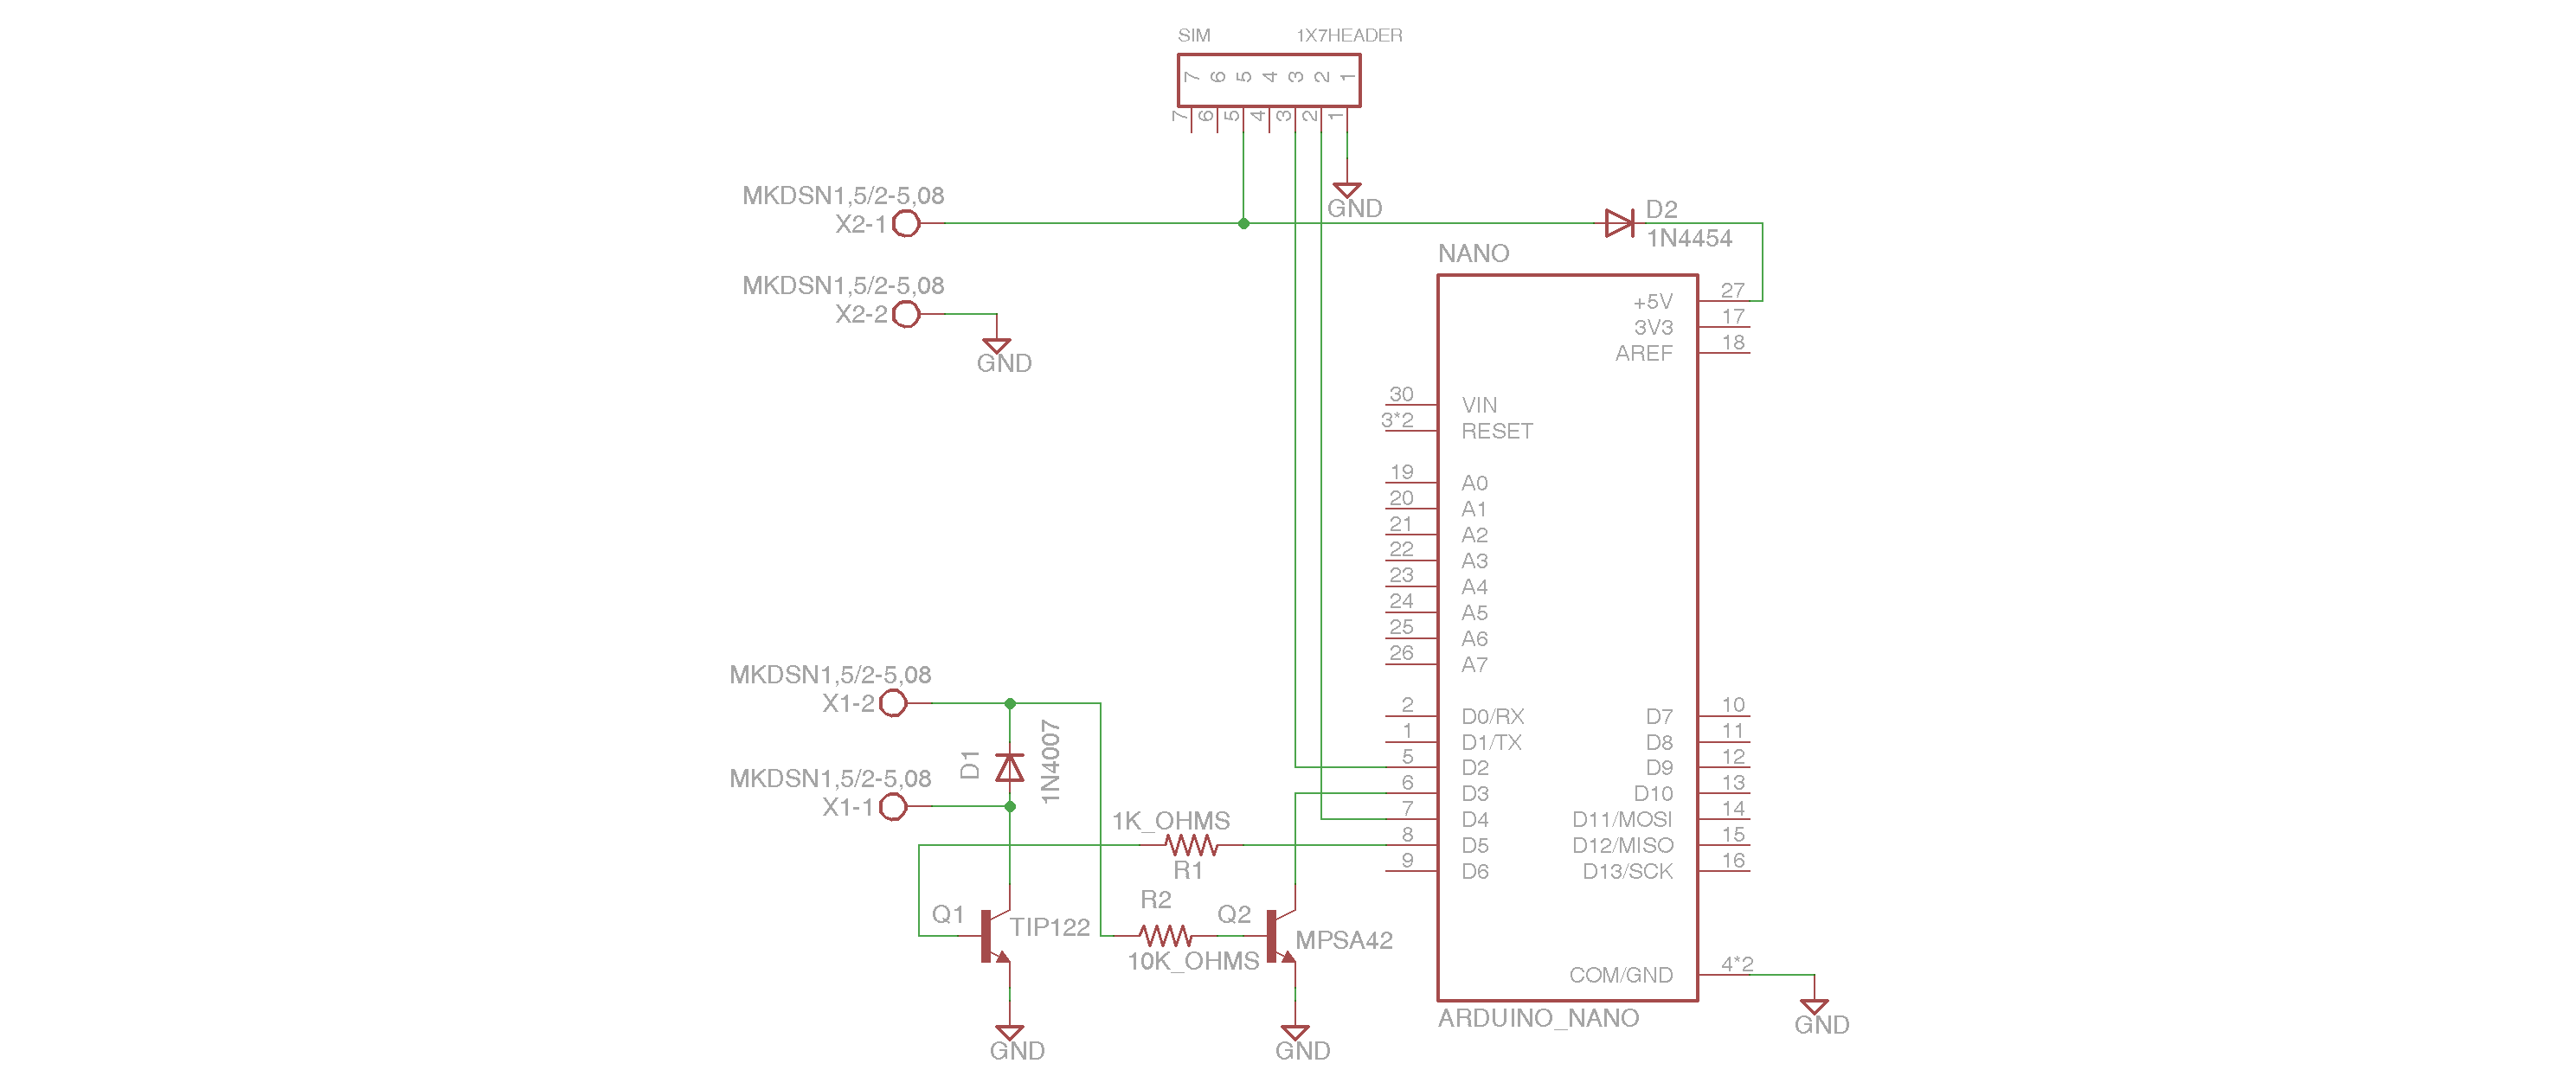 SIM 1X7HEADER
7 6 5 4 3 2 1
7 6 5 4 3 2 1
GND
MKDSN1,5/2-5,08
X2-1
D2
1N4454
MKDSN1,5/2-5,08
X2-2
GND
NANO
+5V 27
3V3 17
AREF 18
30 VIN
3*2 RESET
19 A0
20 A1
21 A2
22 A3
23 A4
24 A5
25 A6
26 A7
2 D0/RX D7 10
1 D1/TX D8 11
5 D2 D9 12
6 D3 D10 13
7 D4 D11/MOSI 14
8 D5 D12/MISO 15
9 D6 D13/SCK 16
COM/GND 4*2
ARDUINO_NANO
GND
MKDSN1,5/2-5,08
X1-2
D1
1N4007
MKDSN1,5/2-5,08
X1-1
1K_OHMS
R1
R2
10K_OHMS
Q1
TIP122
Q2
MPSA42
GND
GND